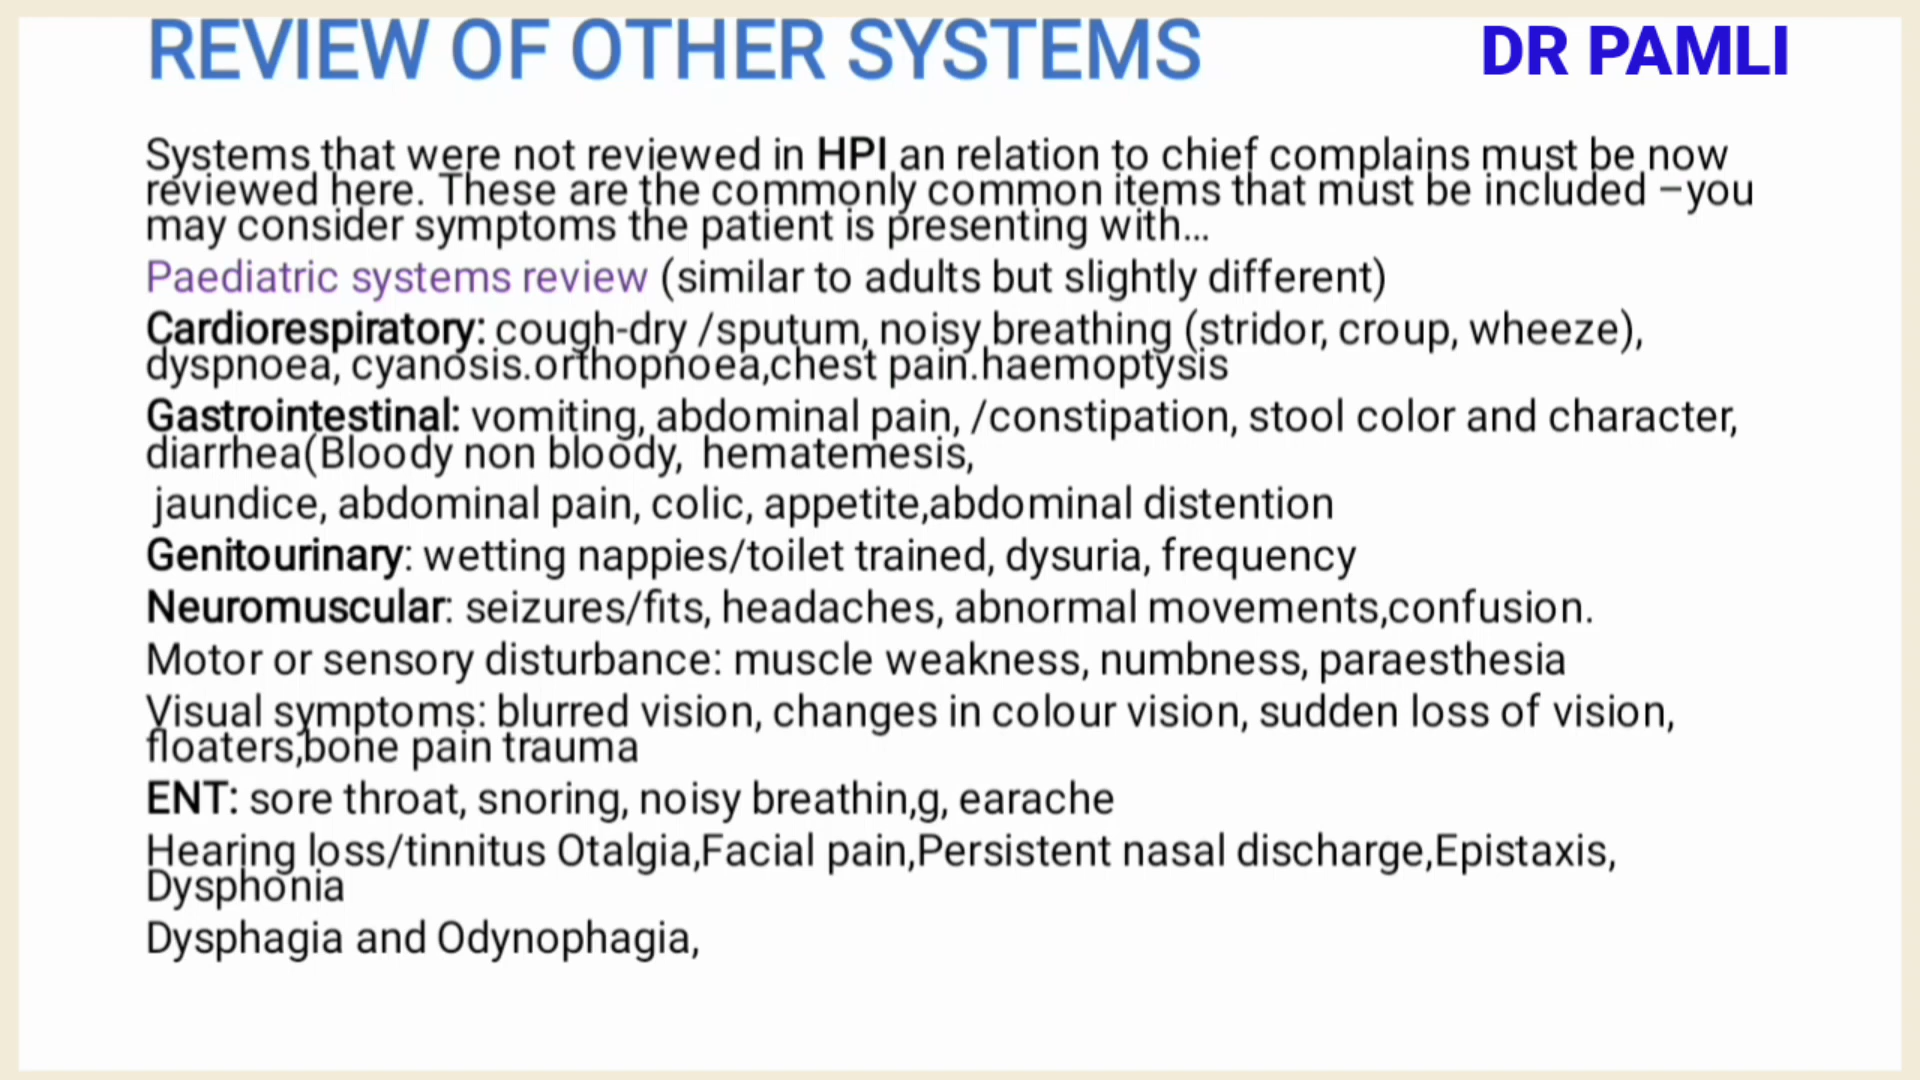 REVIEW OF OTHER SYSTEMS
DR PAMLI
Systems that were not reviewed in HPI an relation to chief complains must be now
reviewed here. These are the commonly common items that must be included –you
may consider symptoms the patient is presenting with...
Paediatric systems review (similar to adults but slightly different)
Cardiorespiratory: cough-dry /sputum, noisy breathing (stridor, croup, wheeze),
dyspnoea, cyanosis.orthopnoea,chest pain.haemoptysis
Gastrointestinal: vomiting, abdominal pain, /constipation, stool color and character,
diarrhea(Bloody non bloody, hematemesis,
jaundice, abdominal pain, colic, appetite,abdominal distention
Genitourinary: wetting nappies/toilet trained, dysuria, frequency
Neuromuscular: seizures/fits, headaches, abnormal movements,confusion.
Motor or sensory disturbance: muscle weakness, numbness, paraesthesia
Visual symptoms: blurred vision, changes in colour vision, sudden loss of vision,
floaters,bone pain trauma
ENT: sore throat, snoring, noisy breathin,g, earache
Hearing loss/tinnitus Otalgia,Facial pain,Persistent nasal discharge,Epistaxis,
Dysphonia
Dysphagia and Odynophagia,